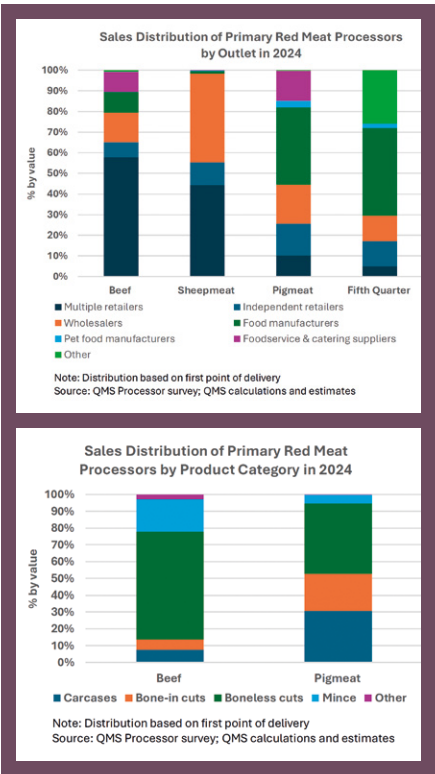 Sales Distribution of Primary Red Meat Processors
by Outlet in 2024
100%
90%
80%
70%
60%
50%
40%
30%
20%
10%
0%
% by value
Beef Sheepmeat Pigmeat Fifth Quarter
Multiple retailers Independent retailers
Wholesalers Food manufacturers
Pet food manufacturers Foodservice & catering suppliers
Other
Note: Distribution based on first point of delivery
Source: QMS Processor survey; QMS calculations and estimates
Sales Distribution of Primary Red Meat
Processors by Product Category in 2024
100%
90%
80%
70%
60%
50%
40%
30%
20%
10%
0%
% by value
Beef Pigmeat
Carcases Bone-in cuts Boneless cuts Mince Other
Note: Distribution based on first point of delivery
Source: QMS Processor survey; QMS calculations and estimates